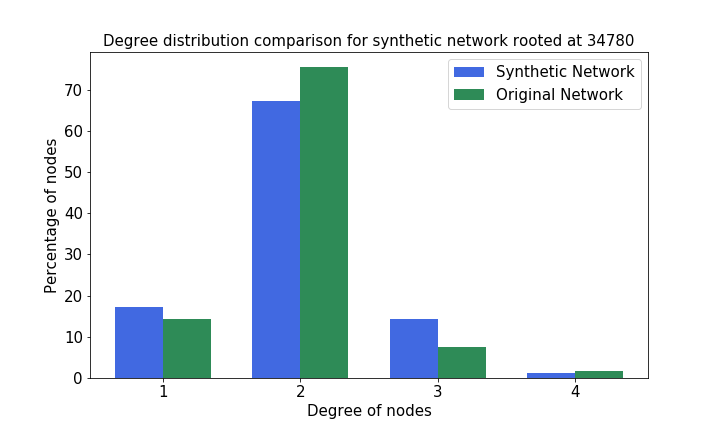 Degree distribution comparison for synthetic network rooted at 34780
Synthetic Network
Original Network
Percentage of nodes
70
60
50
40
30
20
10
0
1 2 3 4
Degree of nodes